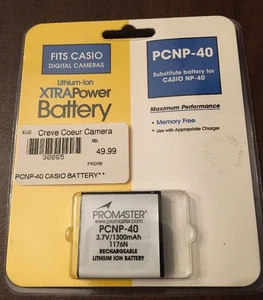 FITS CASIO
DIGITAL CAMERAS
Lithium-Ion
XTRAPower
Battery
PCNP-40
Substitute battery for
CASIO NP-40
Maximum Performance
• Memory Free
• Use with Appropriate Charger
Creve Coeur Camera
49.99
30865
PROMR
PCNP-40 CASIO BATTERY**
PROMASTER
www.promaster.com
PCNP-40
3.7V/1300mAh
1176N
RECHARGEABLE
LITHIUM ION BATTERY